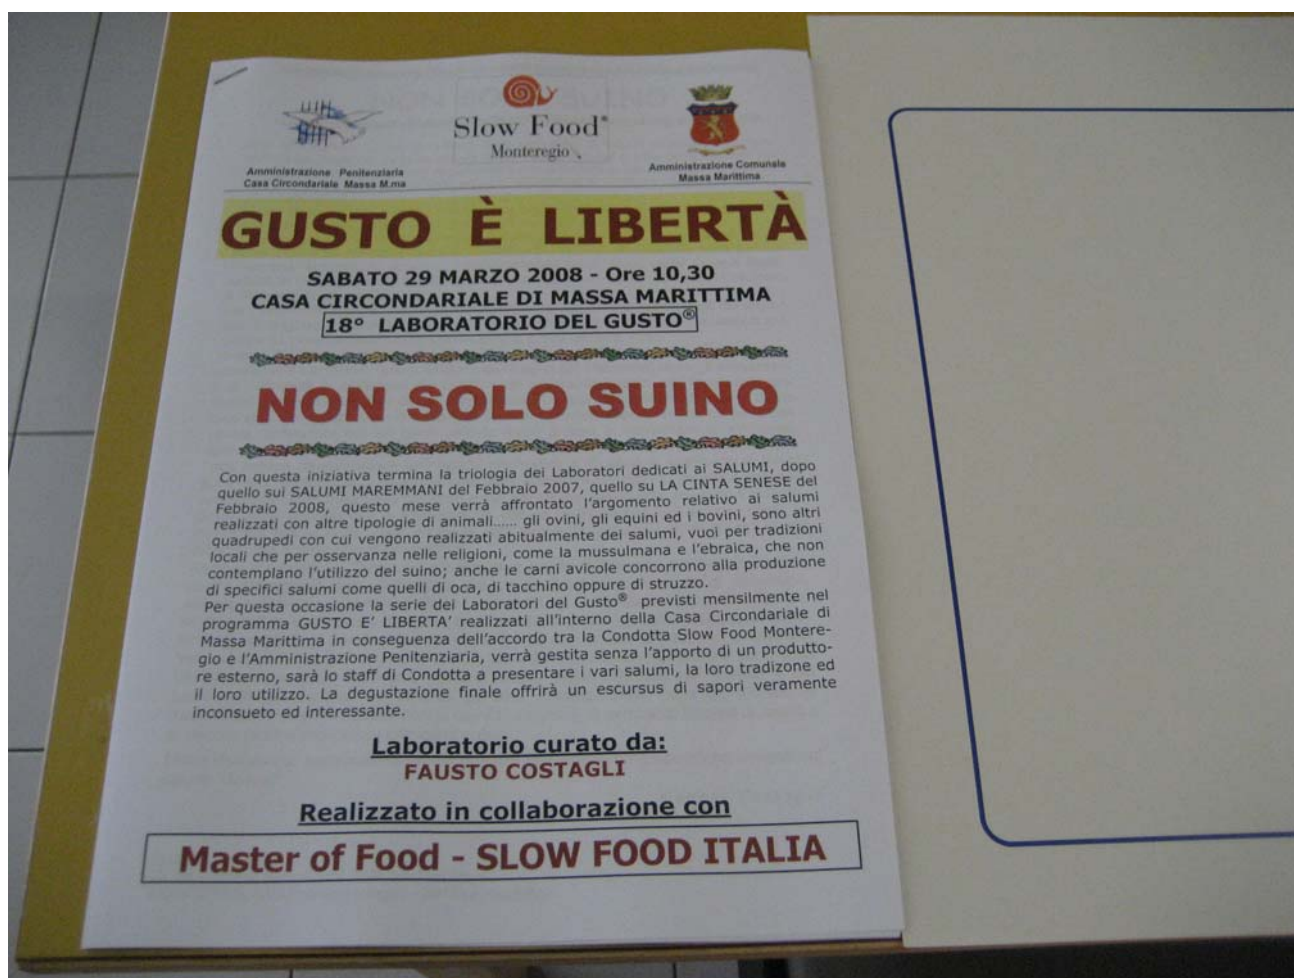 Slow Food®
Monteregio
Amministrazione Penitenziaria
Casa Circondariale Massa M.ma
Amministrazione Comunale
Massa Marittima
GUSTO È LIBERTÀ
SABATO 29 MARZO 2008 - Ore 10,30
CASA CIRCONDARIALE DI MASSA MARITTIMA
18° LABORATORIO DEL GUSTO®
NON SOLO SUINO
Con questa iniziativa termina la triologia dei Laboratori dedicati ai SALUMI, dopo
quello sui SALUMI MAREMMANI del Febbraio 2007, quello su LA CINTA SENESE del
Febbraio 2008, questo mese verrà affrontato l'argomento relativo ai salumi
realizzati con altre tipologie di animali...... gli ovini, gli equini ed i bovini, sono altri
quadrupedi con cui vengono realizzati abitualmente dei salumi, vuoi per tradizioni
locali che per osservanza nelle religioni, come la mussulmana e l'ebraica, che non
contemplano l'utilizzo del suino; anche le carni avicole concorrono alla produzione
di specifici salumi come quelli di oca, di tacchino oppure di struzzo.
Per questa occasione la serie dei Laboratori del Gusto® previsti mensilmente nel
programma GUSTO E' LIBERTA' realizzati all'interno della Casa Circondariale di
Massa Marittima in conseguenza dell'accordo tra la Condotta Slow Food Montere-
gio e l'Amministrazione Penitenziaria, verrà gestita senza l'apporto di un produtto-
re esterno, sarà lo staff di Condotta a presentare i vari salumi, la loro tradizone ed
il loro utilizzo. La degustazione finale offrirà un escursus di sapori veramente
inconsueto ed interessante.
Laboratorio curato da:
FAUSTO COSTAGLI
Realizzato in collaborazione con
Master of Food - SLOW FOOD ITALIA